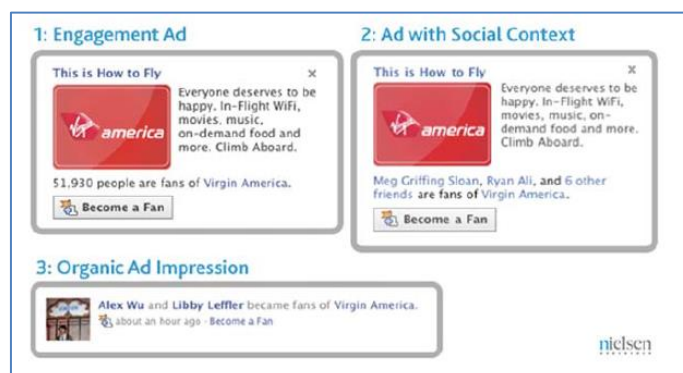 1: Engagement Ad
This is How to Fly
x
Everyone deserves to be
happy. In-Flight WiFi,
movies, music,
on-demand food and
more. Climb Aboard.
america
51,930 people are fans of Virgin America.
Become a Fan
2: Ad with Social Context
This is How to Fly
x
Everyone deserves to be
happy. In-Flight WiFi,
movies, music, on-
demand food and more.
Climb Aboard.
america
Meg Griffing Sloan, Ryan Ali, and 6 other
friends are fans of Virgin America.
Become a Fan
3: Organic Ad Impression
Alex Wu and Libby Leffler became fans of Virgin America.
about an hour ago · Become a Fan
nielsen